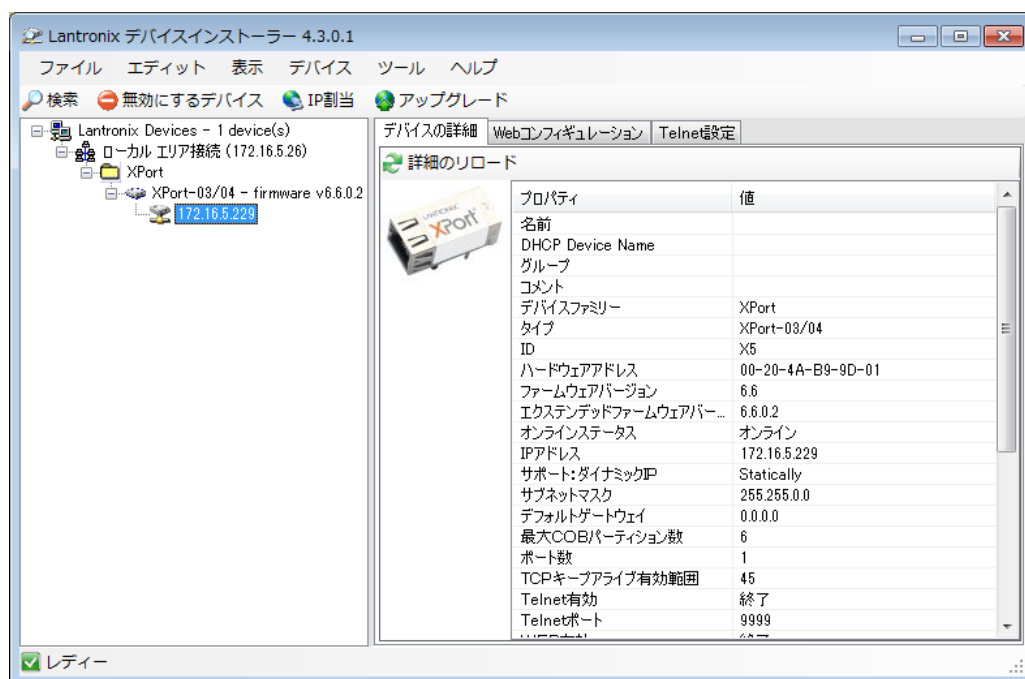 Lantronix デバイスインストーラー 4.3.0.1
ファイル エディット 表示 デバイス ツール ヘルプ
検索 無効にするデバイス IP割当 アップグレード
Lantronix Devices - 1 device(s)
ローカル エリア接続 (172.16.5.26)
XPort
XPort-03/04 - firmware v6.6.0.2
172.16.5.229
デバイスの詳細 Webコンフィギュレーション Telnet設定
詳細のリロード
LANTRONIX
XPort
プロパティ 値
名前
DHCP Device Name
グループ
コメント
デバイスファミリー XPort
タイプ XPort-03/04
ID X5
ハードウェアアドレス 00-20-4A-B9-9D-01
ファームウェアバージョン 6.6
エクステンデッドファームウェアバー... 6.6.0.2
オンラインステータス オンライン
IPアドレス 172.16.5.229
サポート:ダイナミックIP Statically
サブネットマスク 255.255.0.0
デフォルトゲートウェイ 0.0.0.0
最大COBパーティション数 6
ポート数 1
TCPキープアライブ有効範囲 45
Telnet有効 終了
Telnetポート 9999
レディー